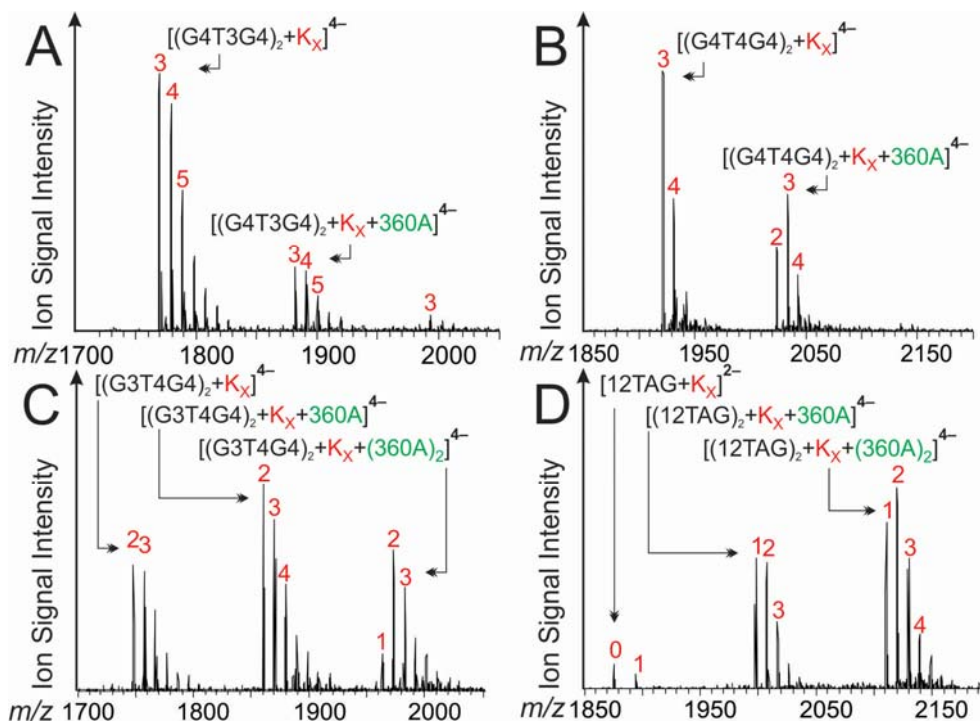 A
[(G4T3G4)₂+Kₓ]⁴⁻
3
4
5
[(G4T3G4)₂+Kₓ+360A]⁴⁻
3 4
5
3
Ion Signal Intensity
m/z 1700 1800 1900 2000
B
[(G4T4G4)₂+Kₓ]⁴⁻
3
4
[(G4T4G4)₂+Kₓ+360A]⁴⁻
3
2
4
Ion Signal Intensity
m/z 1850 1950 2050 2150
C
[(G3T4G4)₂+Kₓ]⁴⁻
[(G3T4G4)₂+Kₓ+360A]⁴⁻
[(G3T4G4)₂+Kₓ+(360A)₂]⁴⁻
2 3
2
3
4
2
1
3
Ion Signal Intensity
m/z 1700 1800 1900 2000
D
[12TAG+Kₓ]²⁻
[(12TAG)₂+Kₓ+360A]⁴⁻
[(12TAG)₂+Kₓ+(360A)₂]⁴⁻
0
1
1 2
3
1
2
3
4
Ion Signal Intensity
m/z 1850 1950 2050 2150